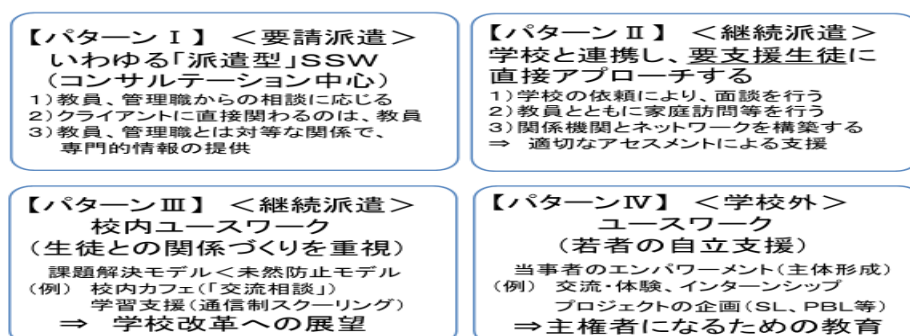 【パターンⅠ】 <要請派遣>
いわゆる「派遣型」SSW
(コンサルテーション中心)
1)教員、管理職からの相談に応じる
2)クライアントに直接関わるのは、教員
3)教員、管理職とは対等な関係で、
専門的情報の提供
【パターンⅡ】 <継続派遣>
学校と連携し、要支援生徒に
直接アプローチする
1)学校の依頼により、面談を行う
2)教員とともに家庭訪問等を行う
3)関係機関とネットワークを構築する
⇒ 適切なアセスメントによる支援
【パターンⅢ】 <継続派遣>
校内ユースワーク
(生徒との関係づくりを重視)
課題解決モデル<未然防止モデル
(例) 校内カフェ(「交流相談」)
学習支援(通信制スクーリング)
⇒ 学校改革への展望
【パターンⅣ】 <学校外>
ユースワーク
(若者の自立支援)
当事者のエンパワーメント(主体形成)
(例) 交流・体験、インターンシップ
プロジェクトの企画(SL、PBL等)
⇒主権者になるための教育